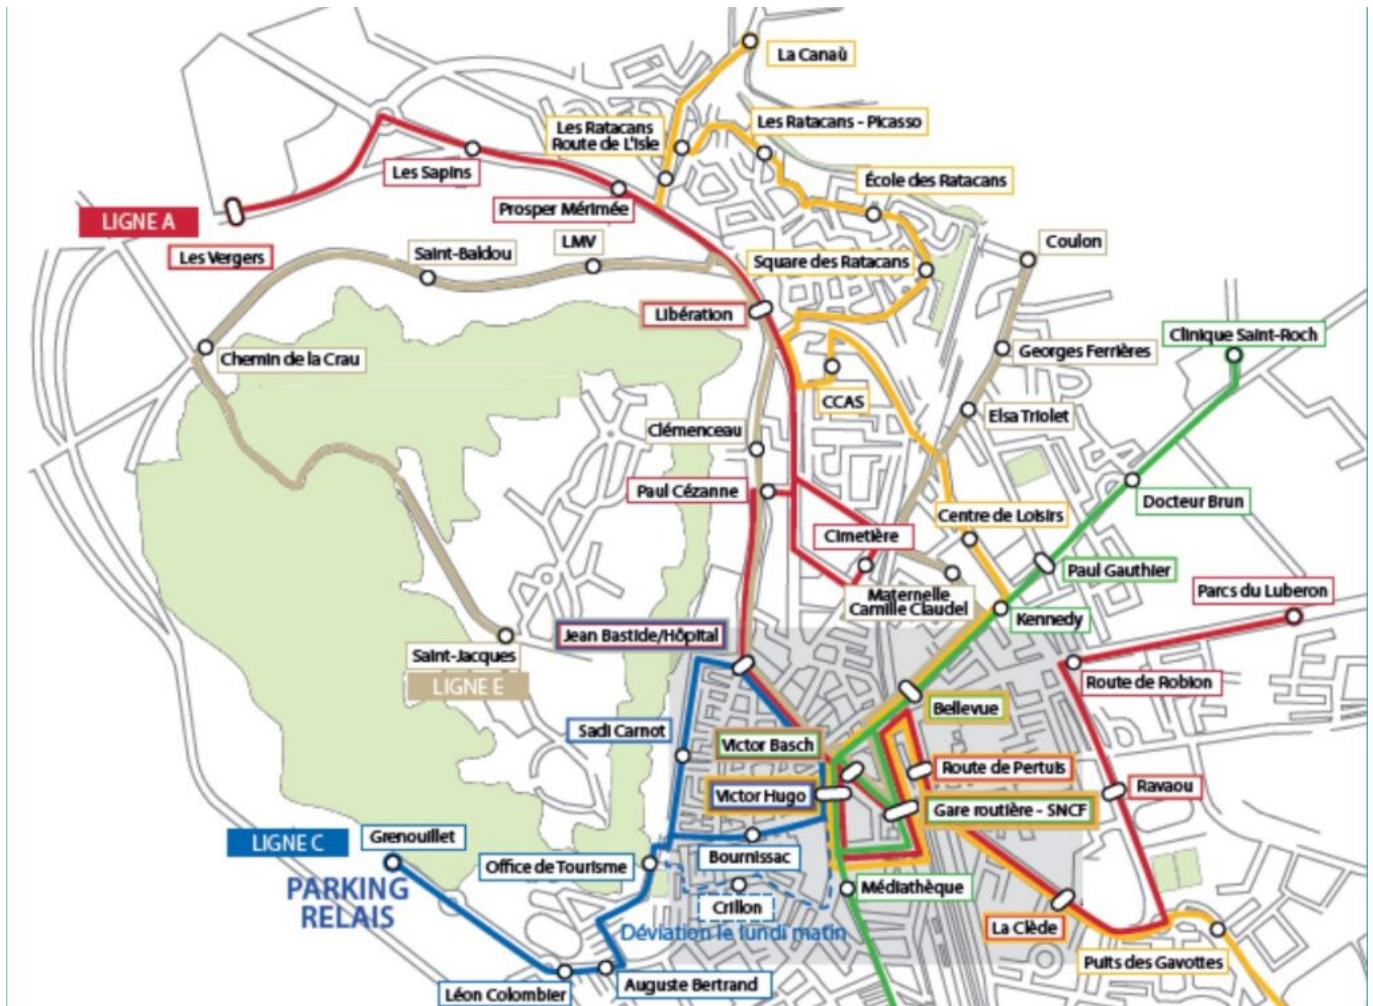 La Canaù
Les Ratacans
Route de L'Isle
Les Ratacans - Picasso
Les Sapins
École des Ratacans
Prosper Mérimée
LIGNE A
Les Vergers
Saint-Baldou
LMV
Square des Ratacans
Coulon
Libération
Clinique Saint-Roch
Chemin de la Crau
Georges Ferrières
CCAS
Elsa Triolet
Clémenceau
Paul Cézanne
Docteur Brun
Centre de Loisirs
Cimetière
Paul Gauthier
Maternelle
Camille Claudel
Parcs du Luberon
Kennedy
Jean Bastide/Hôpital
Saint-Jacques
LIGNE E
Route de Robion
Bellevue
Sadi Carnot
Victor Basch
Route de Pertuis
Victor Hugo
Ravaou
Gare routière - SNCF
LIGNE C
Grenouillet
Office de Tourisme
Bournissac
Médiathèque
PARKING
RELAIS
Crillon
Déviation le lundi matin
La Clède
Puits des Gavottes
Léon Colombier
Auguste Bertrand